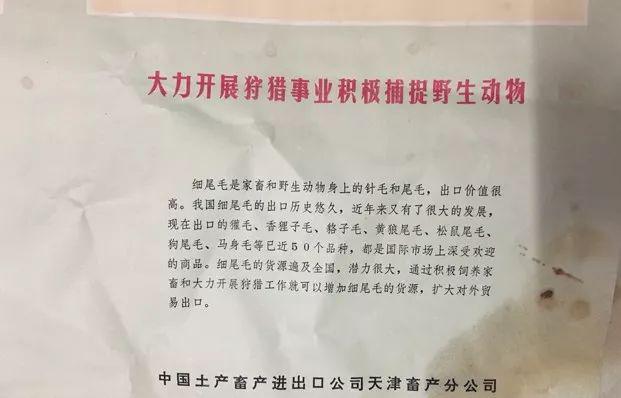 大力开展狩猎事业积极捕捉野生动物
细尾毛是家畜和野生动物身上的针毛和尾毛，出口价值很
高。我国细尾毛的出口历史悠久，近年来又有了很大的发展，
现在出口的獾毛、香狸子毛、貉子毛、黄狼尾毛、松鼠尾毛、
狗尾毛、马身毛等已近50个品种，都是国际市场上深受欢迎
的商品。细尾毛的货源遍及全国，潜力很大，通过积极饲养家
畜和大力开展狩猎工作就可以增加细尾毛的货源，扩大对外贸
易出口。
中国土产畜产进出口公司天津畜产分公司